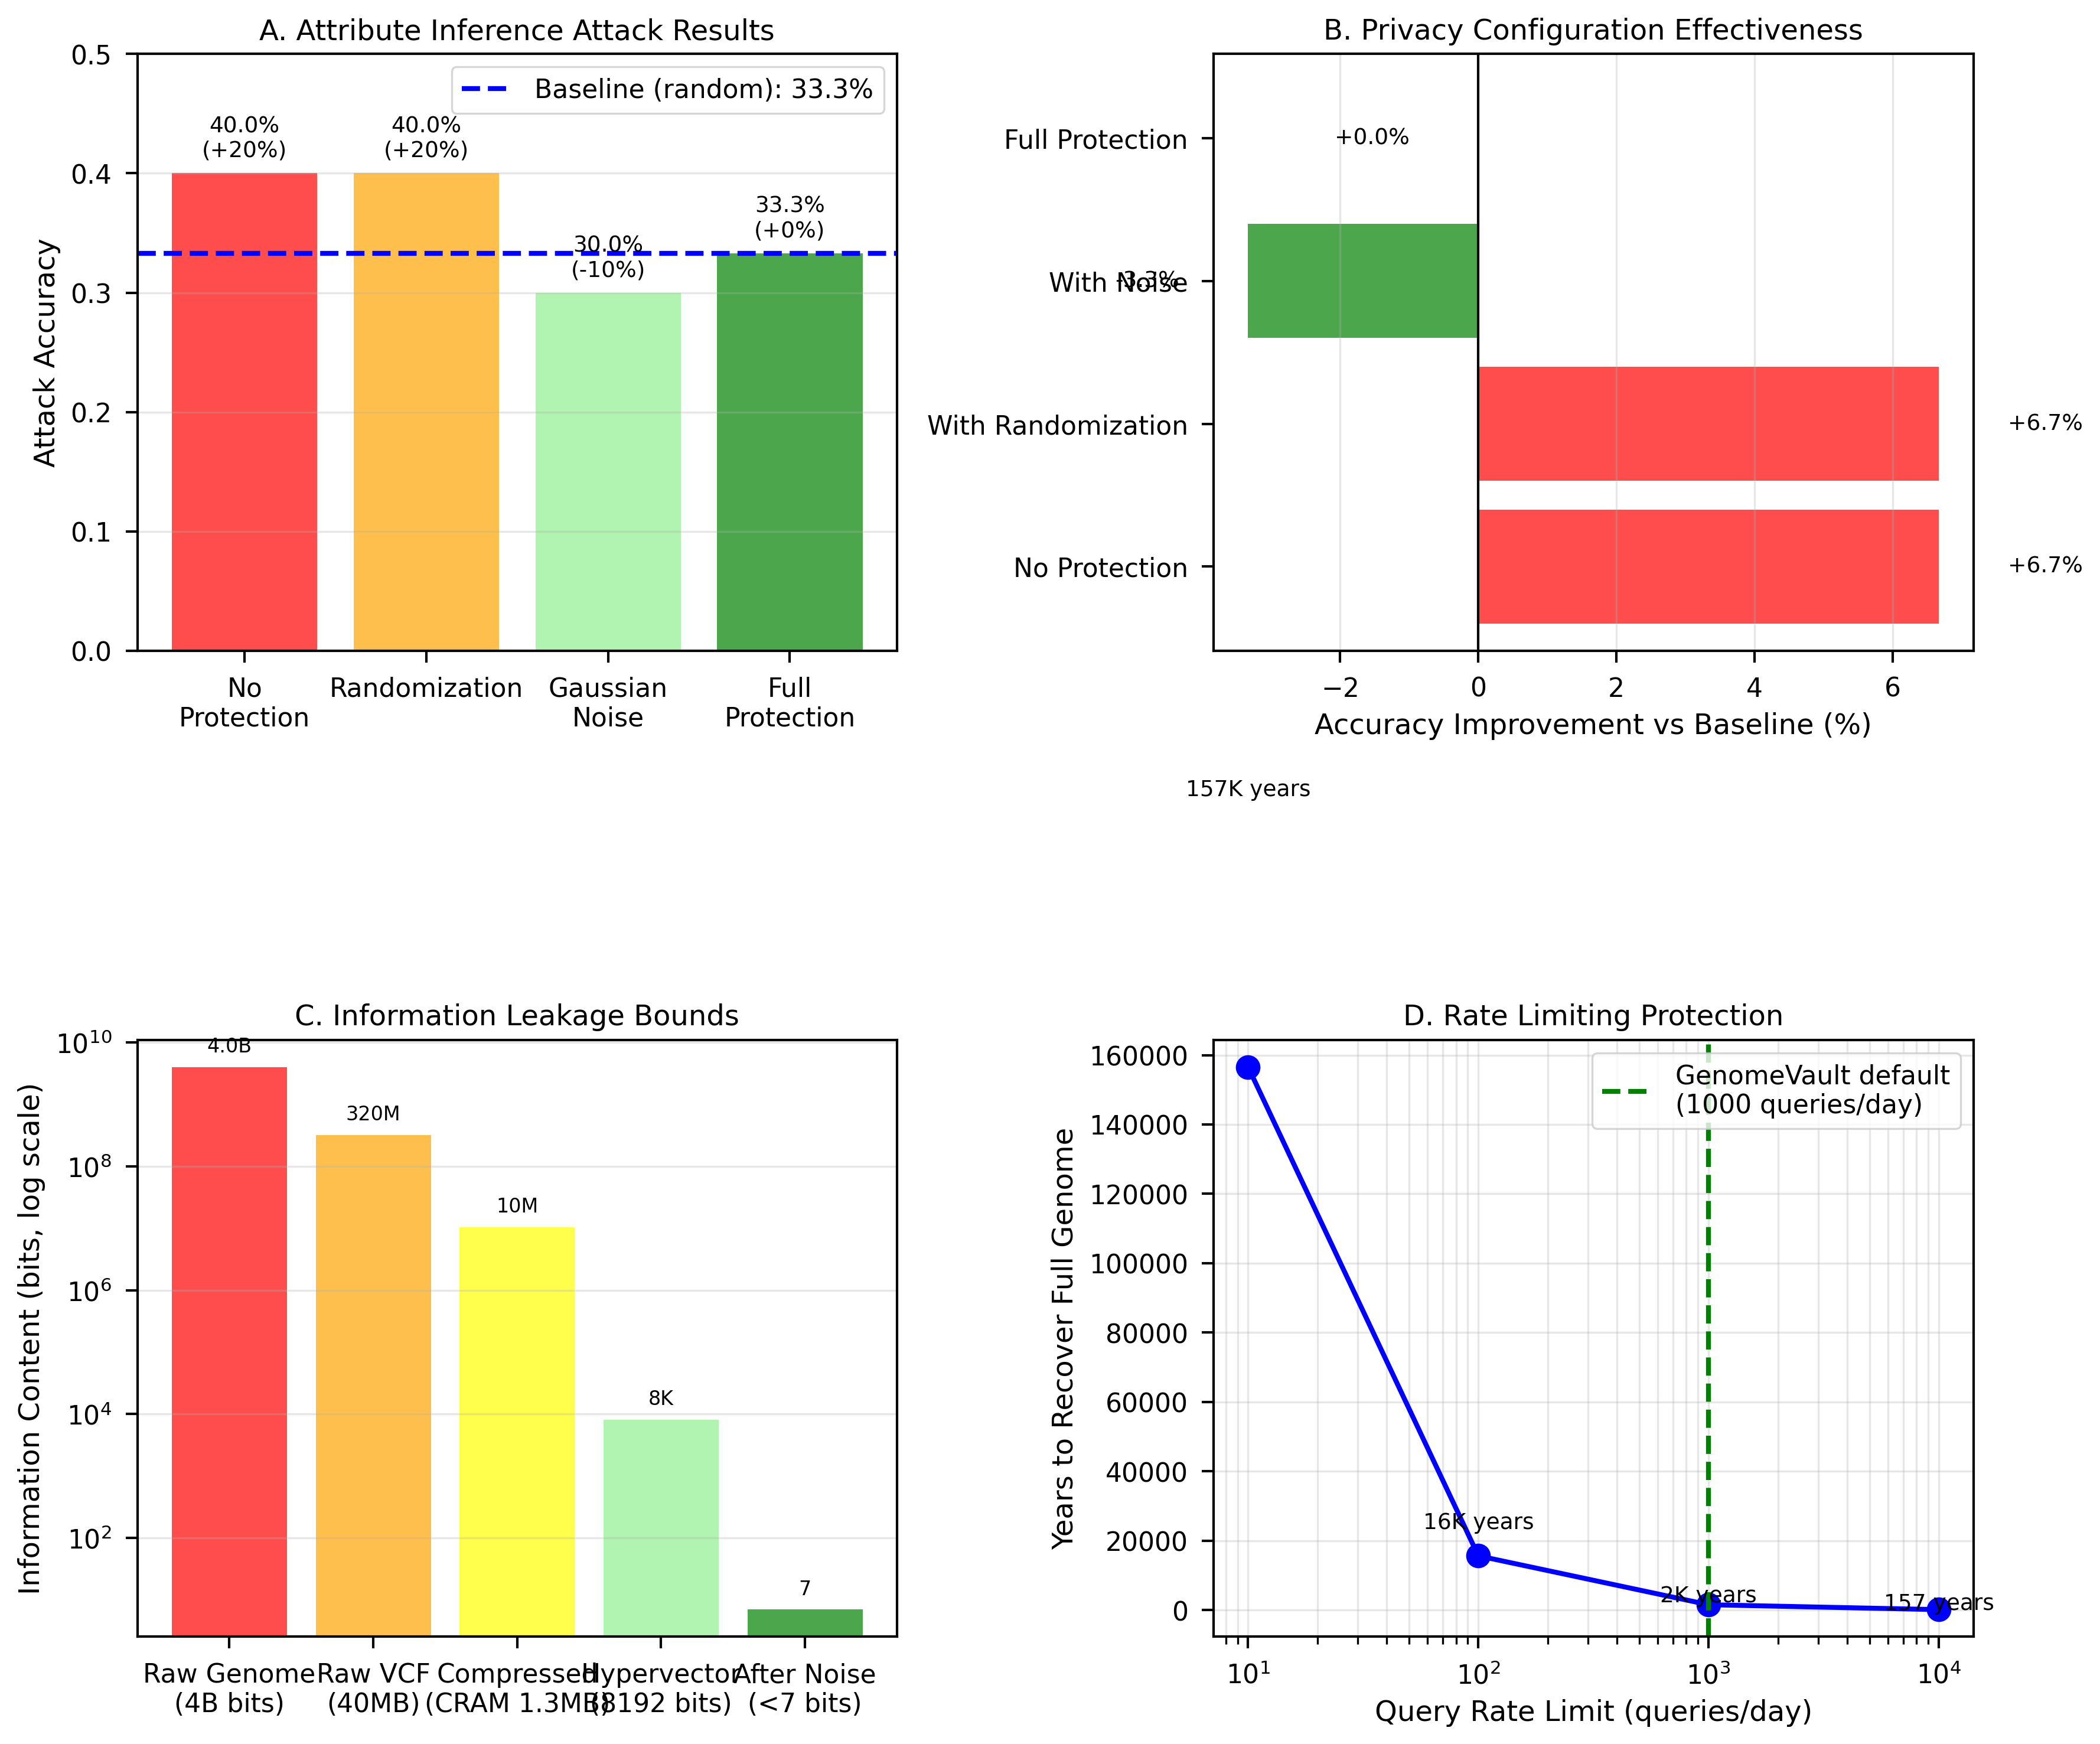 A. Attribute Inference Attack Results
Baseline (random): 33.3%
Attack Accuracy
0.5
0.4
0.3
0.2
0.1
0.0
40.0%
(+20%)
40.0%
(+20%)
30.0%
(-10%)
33.3%
(+0%)
No
Protection
Randomization
Gaussian
Noise
Full
Protection
B. Privacy Configuration Effectiveness
Full Protection
With Noise
With Randomization
No Protection
+0.0%
-3.3%
+6.7%
+6.7%
−2
0
2
4
6
Accuracy Improvement vs Baseline (%)
157K years
C. Information Leakage Bounds
Information Content (bits, log scale)
10¹⁰
10⁸
10⁶
10⁴
10²
4.0B
320M
10M
8K
7
Raw Genome
(4B bits)
Raw VCF
(40MB)
Compressed
(CRAM 1.3MB)
Hypervector
(8192 bits)
After Noise
(<7 bits)
D. Rate Limiting Protection
GenomeVault default
(1000 queries/day)
Years to Recover Full Genome
160000
140000
120000
100000
80000
60000
40000
20000
0
16K years
2K years
157 years
10¹
10²
10³
10⁴
Query Rate Limit (queries/day)